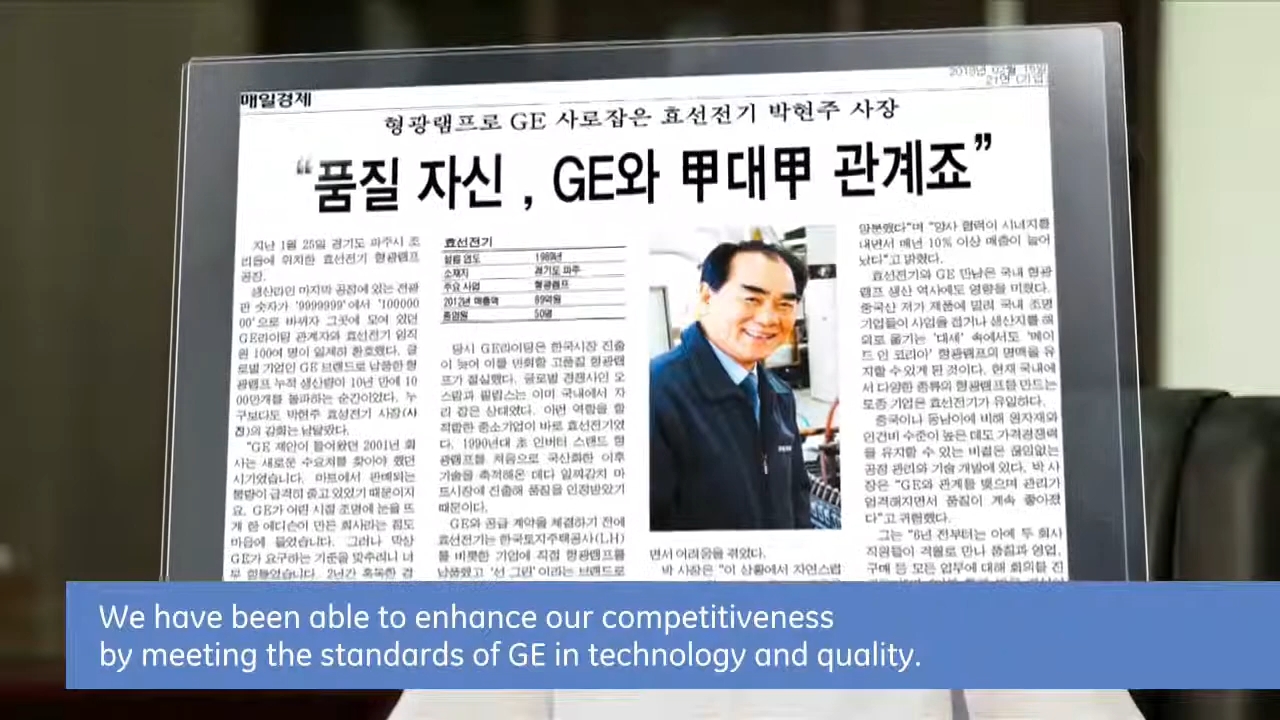 매일경제
형광램프로 GE 사로잡은 효선전기 박현주 사장
“품질 자신 , GE와 甲대甲 관계죠”
지난 1월 25일 경기도 파주시 조
리읍에 위치한 효선전기 형광램프
공장.
생산라인 마지막 공정에 있는 전광
판 숫자가 '9999999'에서 '100000
00'으로 바뀌자 그곳에 모여 있던
GE라이팅 관계자와 효선전기 임직
원 100여 명이 일제히 환호했다. 글
로벌 기업인 GE 브랜드로 납품한 형
광램프 누적 생산량이 10년 만에 10
00만개를 돌파하는 순간이었다. 누
구보다도 박현주 효성전기 사장(사
진)의 감회는 남달랐다.
"GE 제안이 들어왔던 2001년 회
사는 새로운 수요처를 찾아야 했던
시기였습니다. 마트에서 판매되는
물량이 급격히 줄고 있었기 때문이지
요. GE가 어린 시절 조명에 눈을 뜨
게 한 에디슨이 만든 회사라는 점도
마음에 들었습니다. 그러나 막상
GE가 요구하는 기준을 맞추려니 너
무 힘들었습니다. 2년간 혹독한
효선전기
설립 연도 1989년
소재지 경기도 파주
주요 사업 형광램프
2012년 매출액 89억원
종업원 50명
당시 GE라이팅은 한국시장 진출
이 늦어 이를 만회할 고품질 형광램
프가 절실했다. 글로벌 경쟁사인 오
스람과 필립스는 이미 국내에서 자
리 잡은 상태였다. 이런 역할을 할
적합한 중소기업이 바로 효선전기였
다. 1990년대 초 인버터 스탠드 형
광램프를 처음으로 국산화한 이후
기술을 축적해온 데다 일찌감치 마
트시장에 진출해 품질을 인정받았기
때문이다.
GE와 공급 계약을 체결하기 전에
효선전기는 한국토지주택공사(LH)
를 비롯한 기업에 직접 형광램프를
납품했고 '선 그린'이라는 브랜드로
면서 어려움을 겪었다.
박 사장은 "이 상황에서 자연스럽
말문했다"며 "양사 협력이 시너지를
내면서 매년 10% 이상 매출이 늘어
났다"고 밝혔다.
효선전기와 GE 만남은 국내 형광
램프 생산 역사에도 영향을 미쳤다.
중국산 저가 제품에 밀려 국내 조명
기업들이 사업을 접거나 생산지를 해
외로 옮기는 '대세' 속에서도 '메이
드 인 코리아' 형광램프의 명맥을 유
지할 수 있게 된 것이다. 현재 국내에
서 다양한 종류의 형광램프를 만드는
토종 기업은 효선전기가 유일하다.
중국이나 동남아에 비해 원자재와
인건비 수준이 높은 데도 가격경쟁력
을 유지할 수 있는 비결은 끊임없는
공정 관리와 기술 개발에 있다. 박 사
장은 "GE와 관계를 맺으며 관리가
엄격해지면서 품질이 계속 좋아졌
다"고 귀띔했다.
그는 "6년 전부터는 아예 두 회사
직원들이 격월로 만나 품질과 영업,
구매 등 모든 업무에 대해 회의를 진
We have been able to enhance our competitiveness
by meeting the standards of GE in technology and quality.